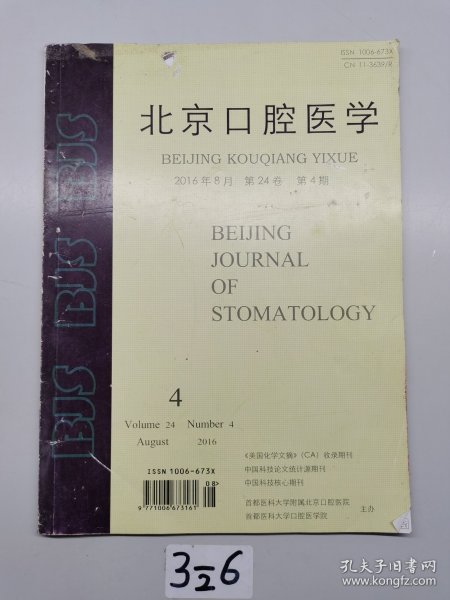 ISSN 1006-673X
CN 11-3639/R
北京口腔医学
BEIJING KOUQIANG YIXUE
2016年8月 第24卷 第4期
BJS
BJS
BJS
BEIJING
JOURNAL
OF
STOMATOLOGY
4
Volume 24 Number 4
August 2016
《美国化学文摘》(CA) 收录期刊
中国科技论文统计源期刊
中国科技核心期刊
ISSN 1006-673X
08>
9 771006 673161
首都医科大学附属北京口腔医院
首都医科大学口腔医学院
主办
孔夫子旧书网
www.kongfz.com